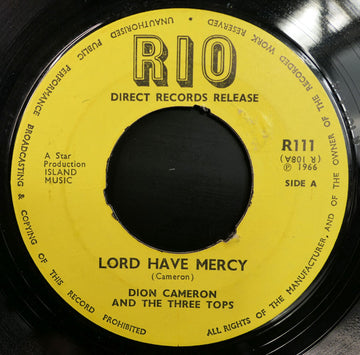 RIO
DIRECT RECORDS RELEASE
A Star
Production
ISLAND
MUSIC
R111
(R 108A)
℗ 1966
SIDE A
LORD HAVE MERCY
(Cameron)
DION CAMERON
AND THE THREE TOPS
ALL RIGHTS OF THE MANUFACTURER AND OF THE OWNER OF THE RECORDED WORK RESERVED
UNAUTHORISED PUBLIC PERFORMANCE BROADCASTING & COPYING OF THIS RECORD PROHIBITED